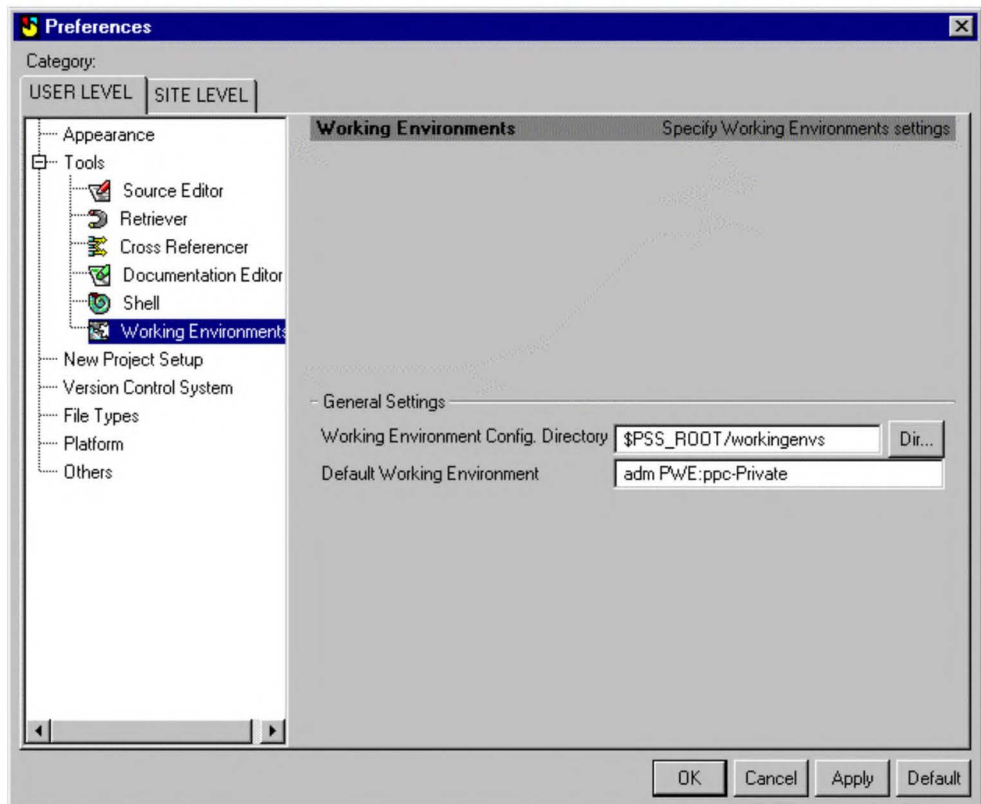 Preferences
Category:
USER LEVEL
SITE LEVEL
Appearance
Tools
Source Editor
Retriever
Cross Referencer
Documentation Editor
Shell
Working Environments
New Project Setup
Version Control System
File Types
Platform
Others
Working Environments Specify Working Environments settings
General Settings
Working Environment Config. Directory $PSS_ROOT/workingenvs Dir...
Default Working Environment adm PWE:ppc-Private
OK Cancel Apply Default